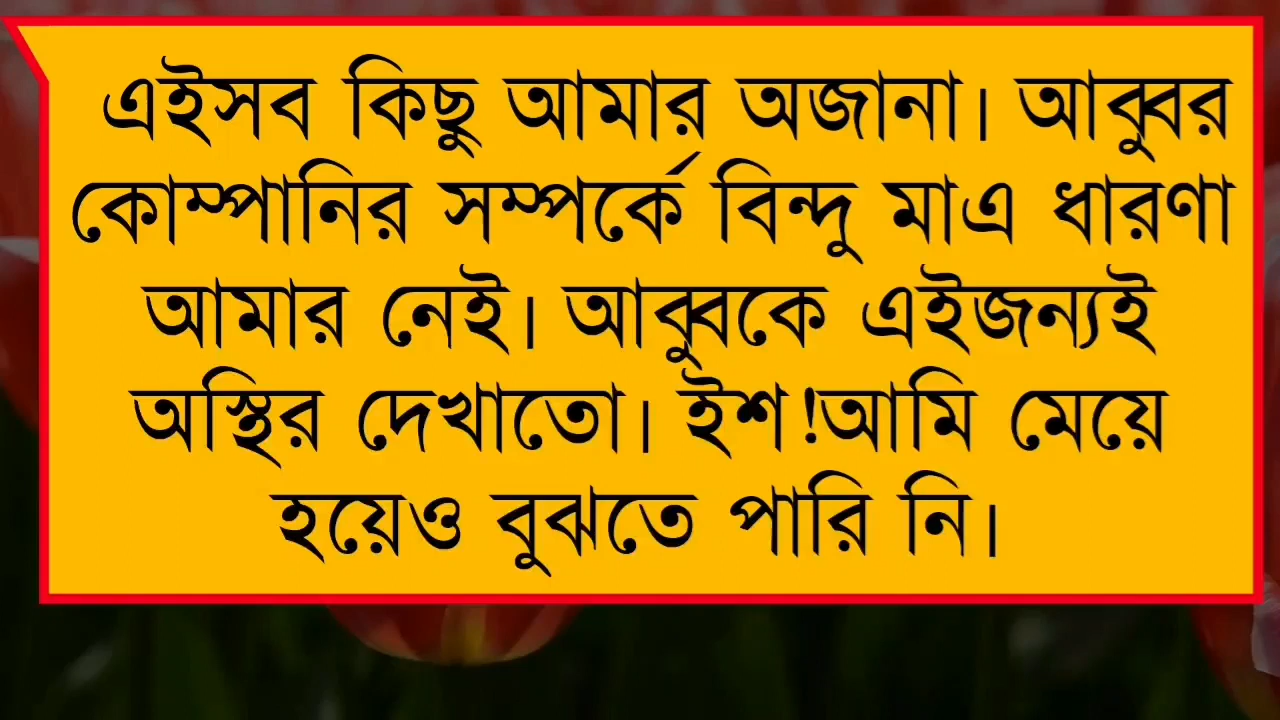 এইসব কিছু আমার অজানা। আব্বুর
কোম্পানির সম্পর্কে বিন্দু মাএ ধারণা
আমার নেই। আব্বুকে এইজন্যই
অস্থির দেখাতো। ইশ!আমি মেয়ে
হয়েও বুঝতে পারি নি।